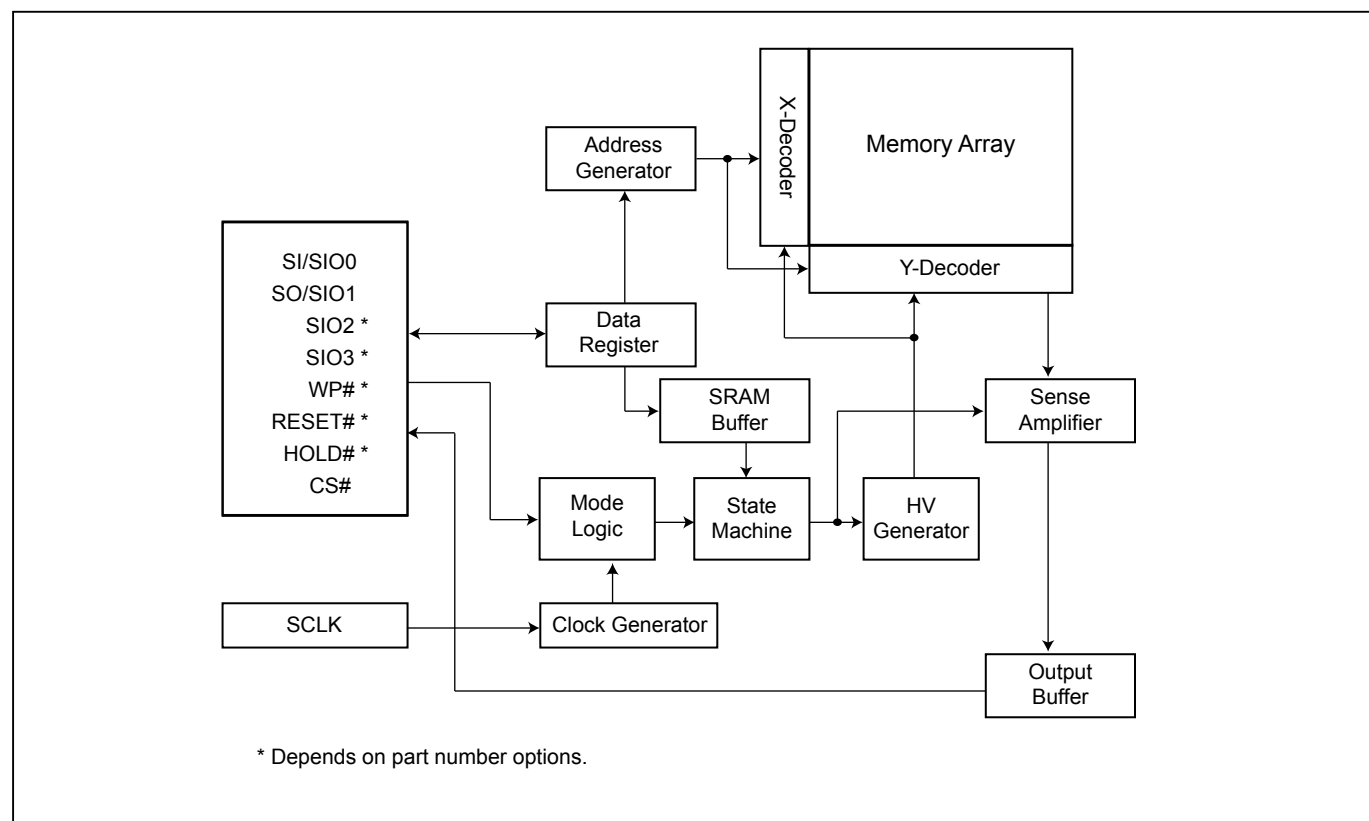 X-Decoder
Memory Array
Address
Generator
Y-Decoder
SI/SIO0
SO/SIO1
SIO2 *
SIO3 *
WP# *
RESET# *
HOLD# *
CS#
Data
Register
SRAM
Buffer
Sense
Amplifier
Mode
Logic
State
Machine
HV
Generator
SCLK
Clock Generator
Output
Buffer
* Depends on part number options.